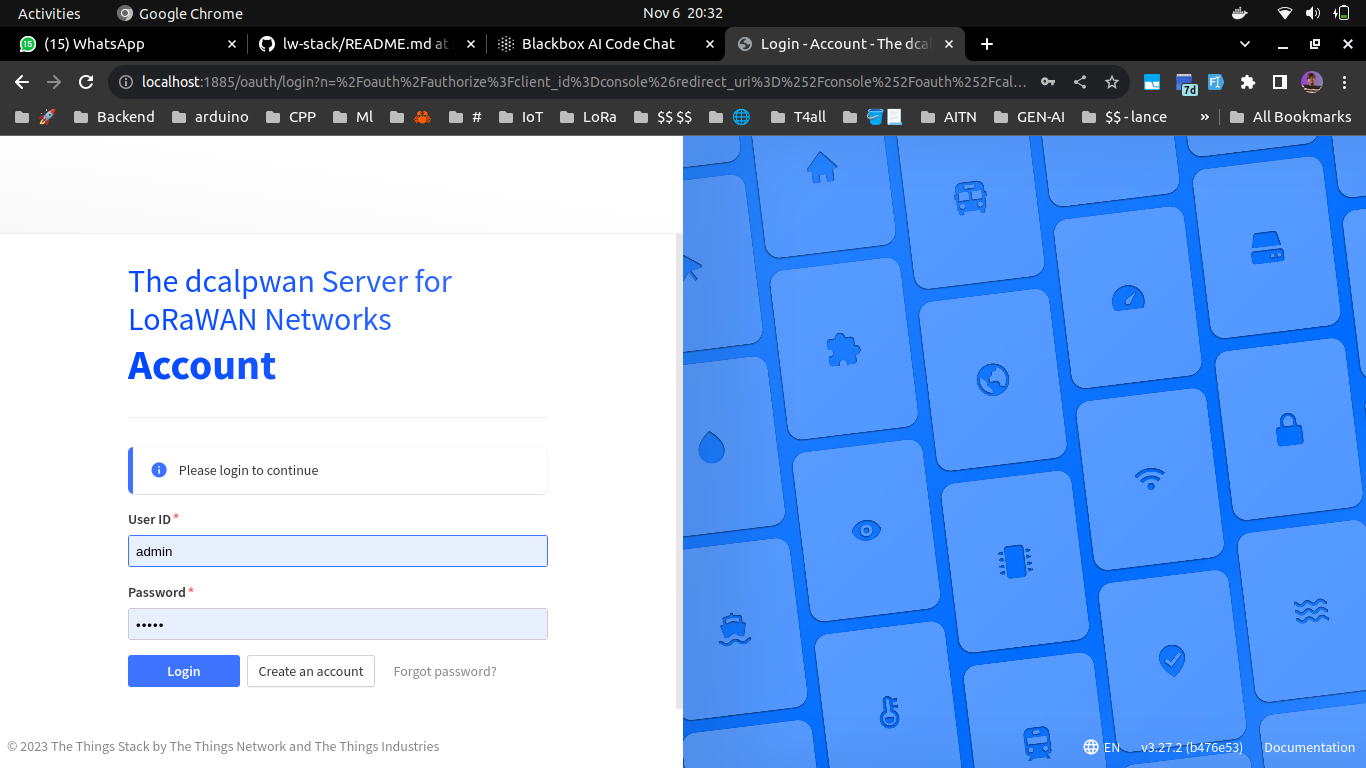 Activities
Google Chrome
Nov 6 20:32
(15) WhatsApp
lw-stack/README.md at
Blackbox AI Code Chat
Login - Account - The dcal
localhost:1885/oauth/login?n=%2Foauth%2Fauthorize%3Fclient_id%3Dconsole%26redirect_uri%3D%252Fconsole%252Foauth%252Fcal...
7d
Backend
arduino
CPP
Ml
#
IoT
LoRa
$$ $$
T4all
AITN
GEN-AI
$$ - lance
»
All Bookmarks
The dcalpwan Server for
LoRaWAN Networks
Account
Please login to continue
User ID *
admin
Password *
•••••
Login
Create an account
Forgot password?
© 2023 The Things Stack by The Things Network and The Things Industries
EN
v3.27.2 (b476e53)
Documentation